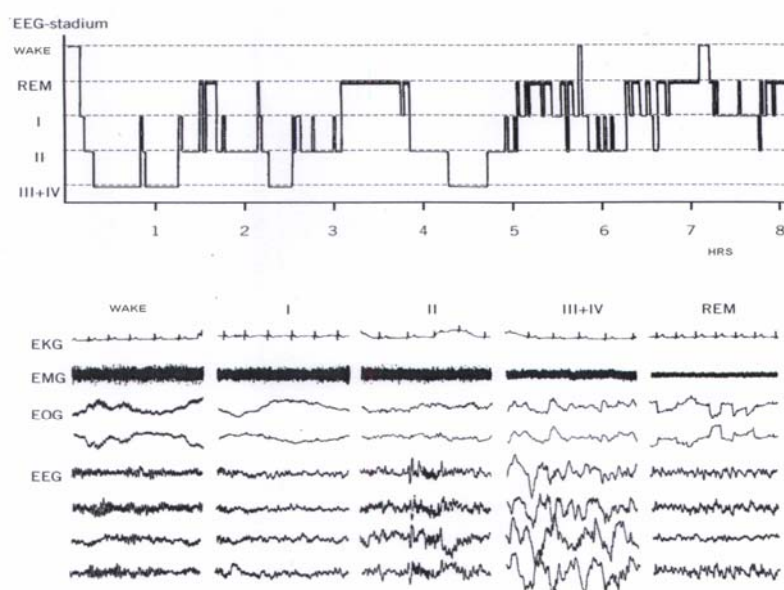 EEG-stadium
WAKE
REM
I
II
III+IV
1 2 3 4 5 6 7 8
HRS
WAKE I II III+IV REM
EKG
EMG
EOG
EEG